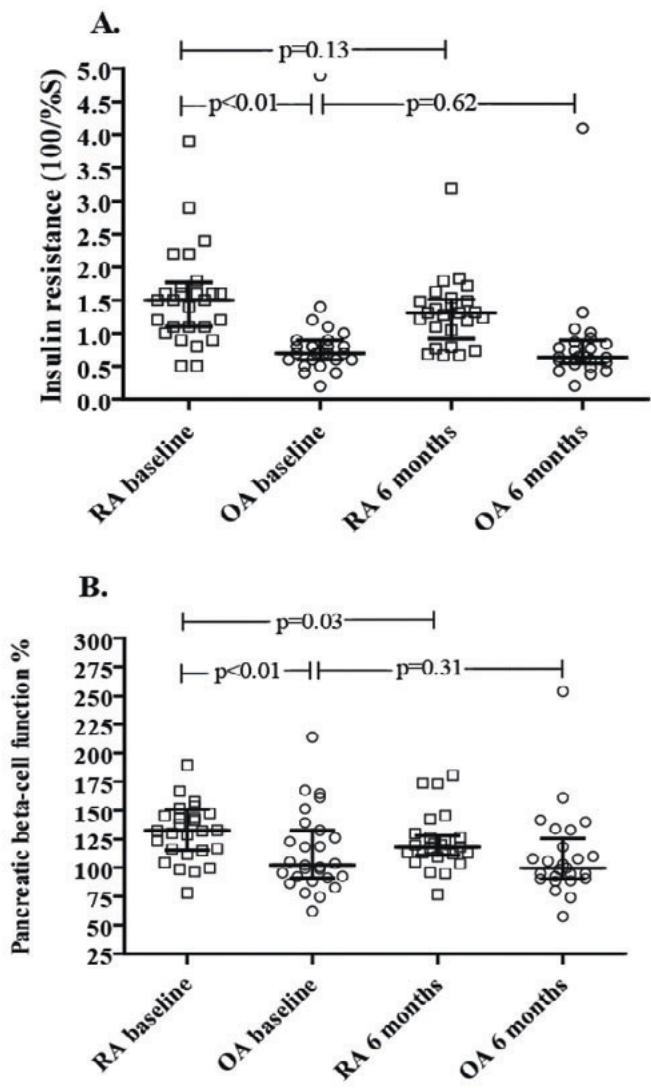 A.
p=0.13
p<0.01
p=0.62
Insulin resistance (100/%S)
5.0
4.5
4.0
3.5
3.0
2.5
2.0
1.5
1.0
0.5
0.0
RA baseline
OA baseline
RA 6 months
OA 6 months
B.
p=0.03
p<0.01
p=0.31
Pancreatic beta-cell function %
300
275
250
225
200
175
150
125
100
75
50
25
RA baseline
OA baseline
RA 6 months
OA 6 months